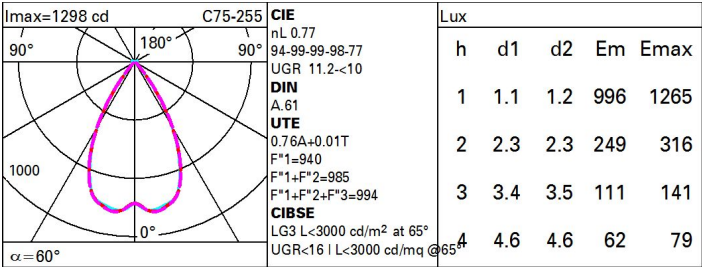 Imax=1298 cd C75-255
90° 180° 90°
1000
0°
α=60°
CIE
nL 0.77
94-99-99-98-77
UGR 11.2-<10
DIN
A.61
UTE
0.76A+0.01T
F"1=940
F"1+F"2=985
F"1+F"2+F"3=994
CIBSE
LG3 L<3000 cd/m² at 65°
UGR<16 | L<3000 cd/mq @65°
Lux
h d1 d2 Em Emax
1 1.1 1.2 996 1265
2 2.3 2.3 249 316
3 3.4 3.5 111 141
4 4.6 4.6 62 79